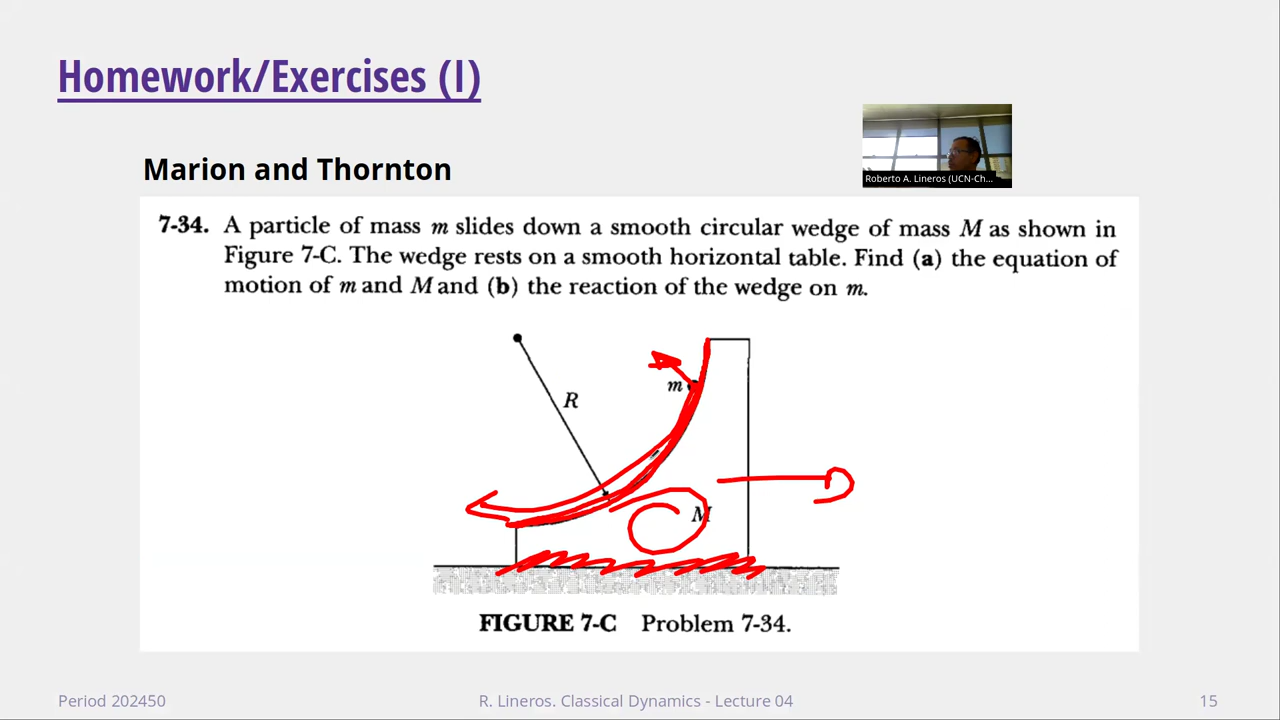 Homework/Exercises (I)
Roberto A. Lineros (UCN-Ch...
Marion and Thornton
7-34. A particle of mass m slides down a smooth circular wedge of mass M as shown in
Figure 7-C. The wedge rests on a smooth horizontal table. Find (a) the equation of
motion of m and M and (b) the reaction of the wedge on m.
R
m
M
FIGURE 7-C Problem 7-34.
Period 202450
R. Lineros. Classical Dynamics - Lecture 04
15